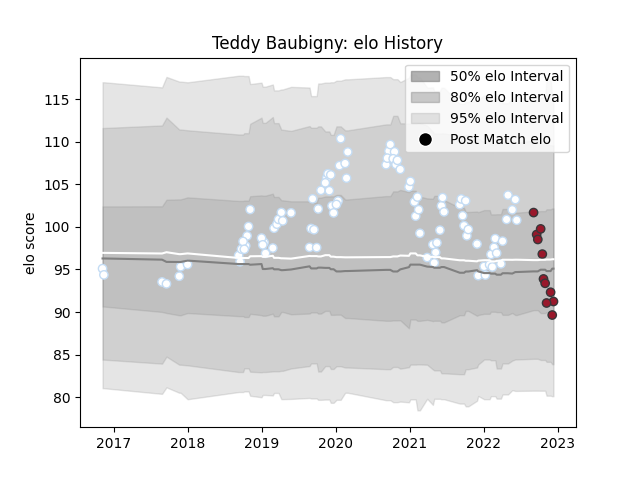 Teddy Baubigny: elo History
50% elo Interval
80% elo Interval
95% elo Interval
Post Match elo
elo score
115
110
105
100
95
90
85
80
2017 2018 2019 2020 2021 2022 2023